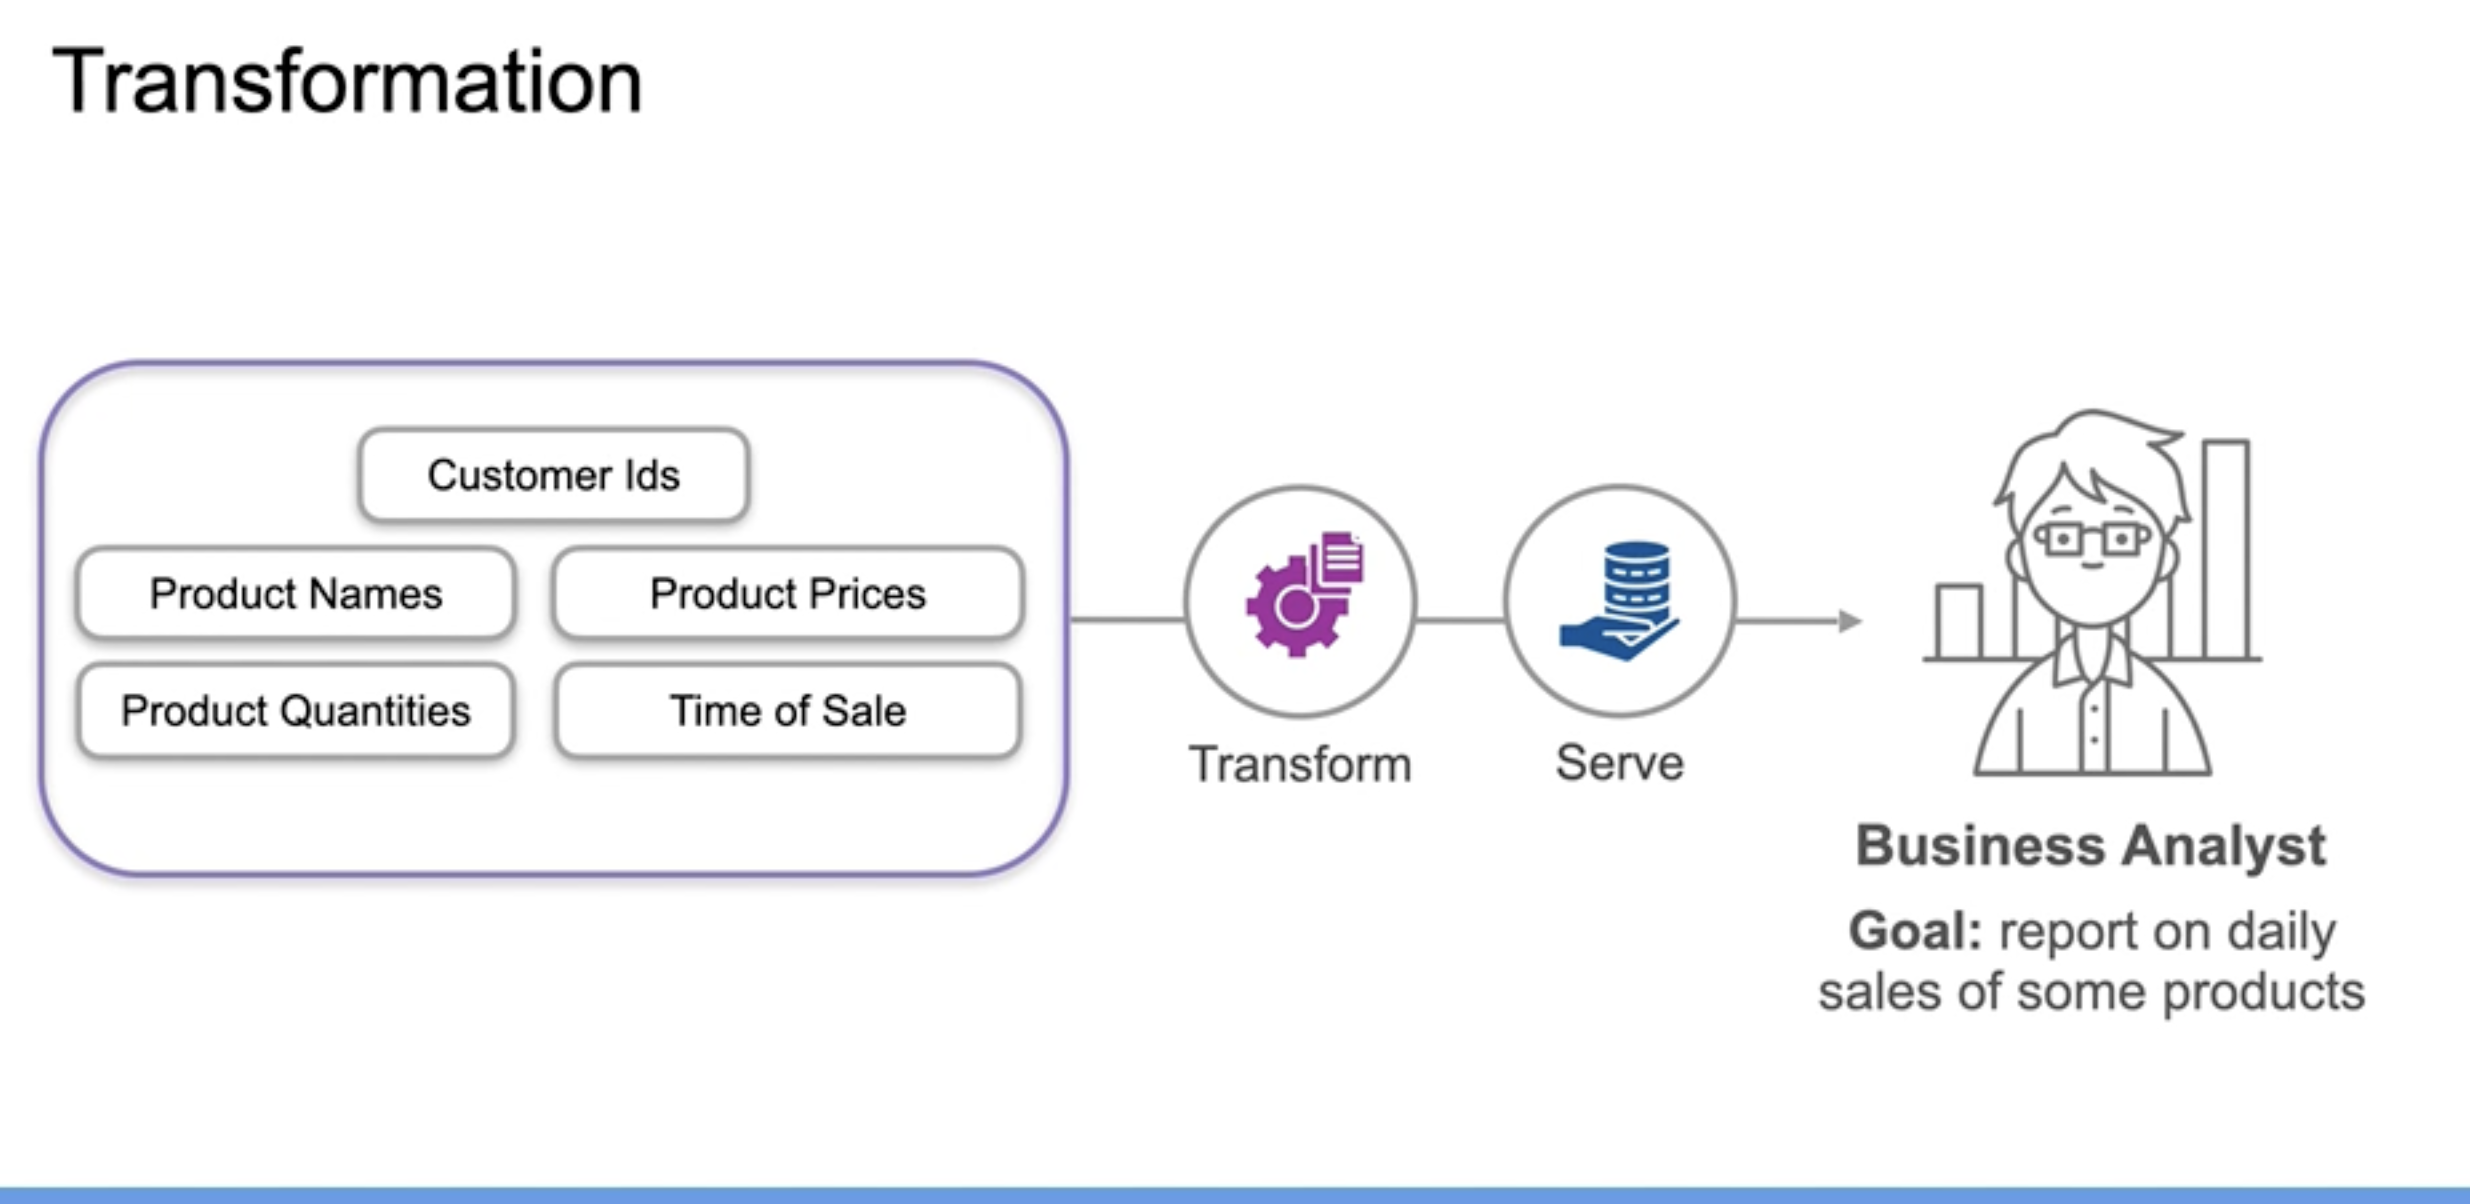 Transformation
Customer Ids
Product Names
Product Prices
Product Quantities
Time of Sale
Transform
Serve
Business Analyst
Goal: report on daily
sales of some products